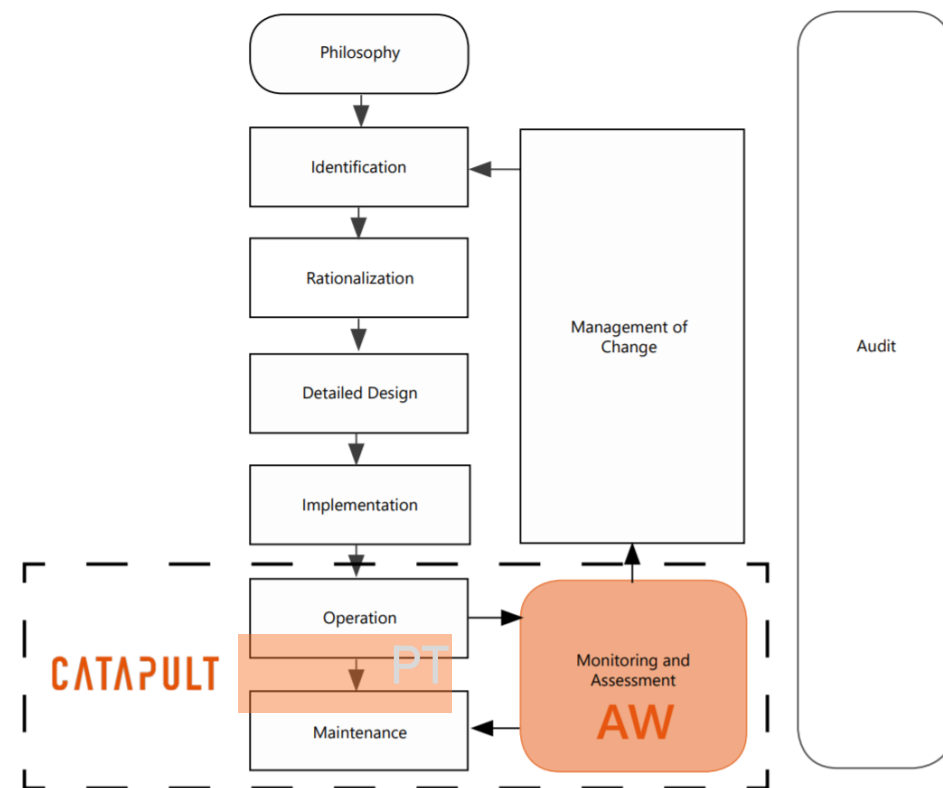 Philosophy
Identification
Rationalization
Detailed Design
Implementation
Operation
Maintenance
Management of
Change
Monitoring and
Assessment
AW
Audit
CATAPULT
PT